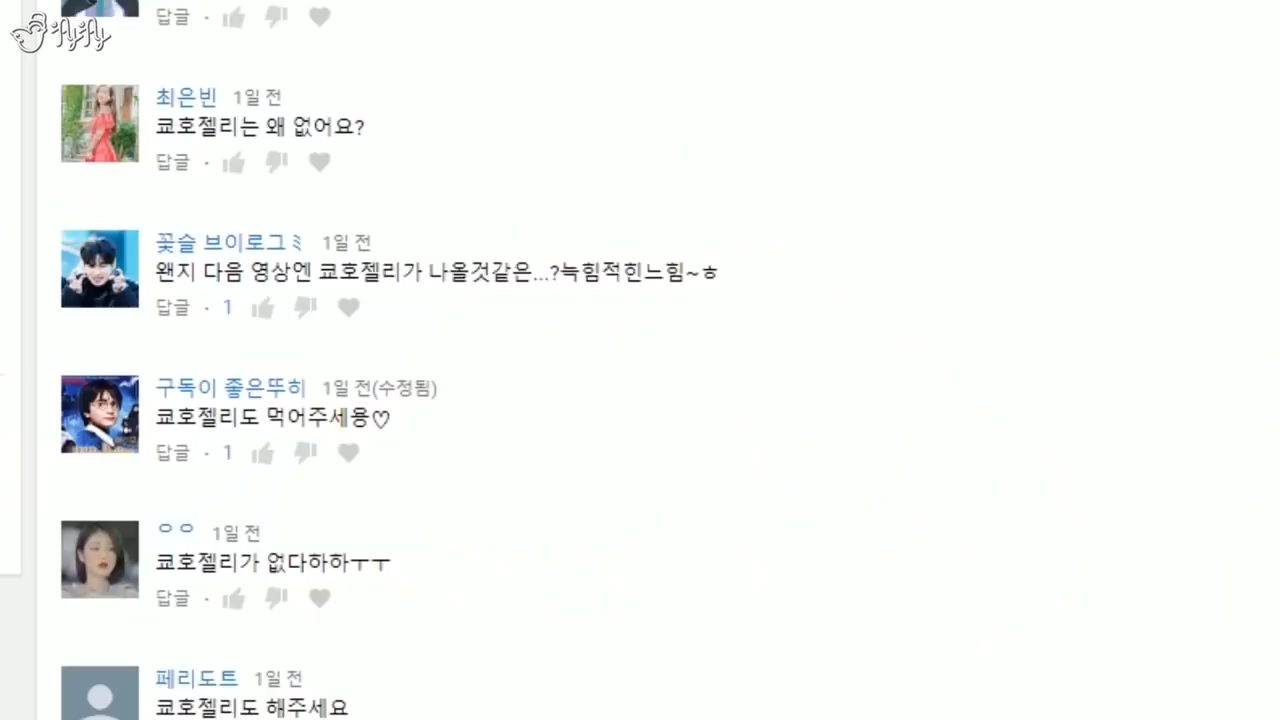 답글 ·
최은빈 1일 전
쿄호젤리는 왜 없어요?
답글 ·
꽃슬 브이로그ミ 1일 전
왠지 다음 영상엔 쿄호젤리가 나올것같은...?늑힘적힌느힘~ㅎ
답글 · 1
구독이 좋은뚜히 1일 전(수정됨)
쿄호젤리도 먹어주세용♡
답글 · 1
ㅇㅇ 1일 전
쿄호젤리가 없다하하ㅜㅜ
답글 ·
페리도트 1일 전
쿄호젤리도 해주세요